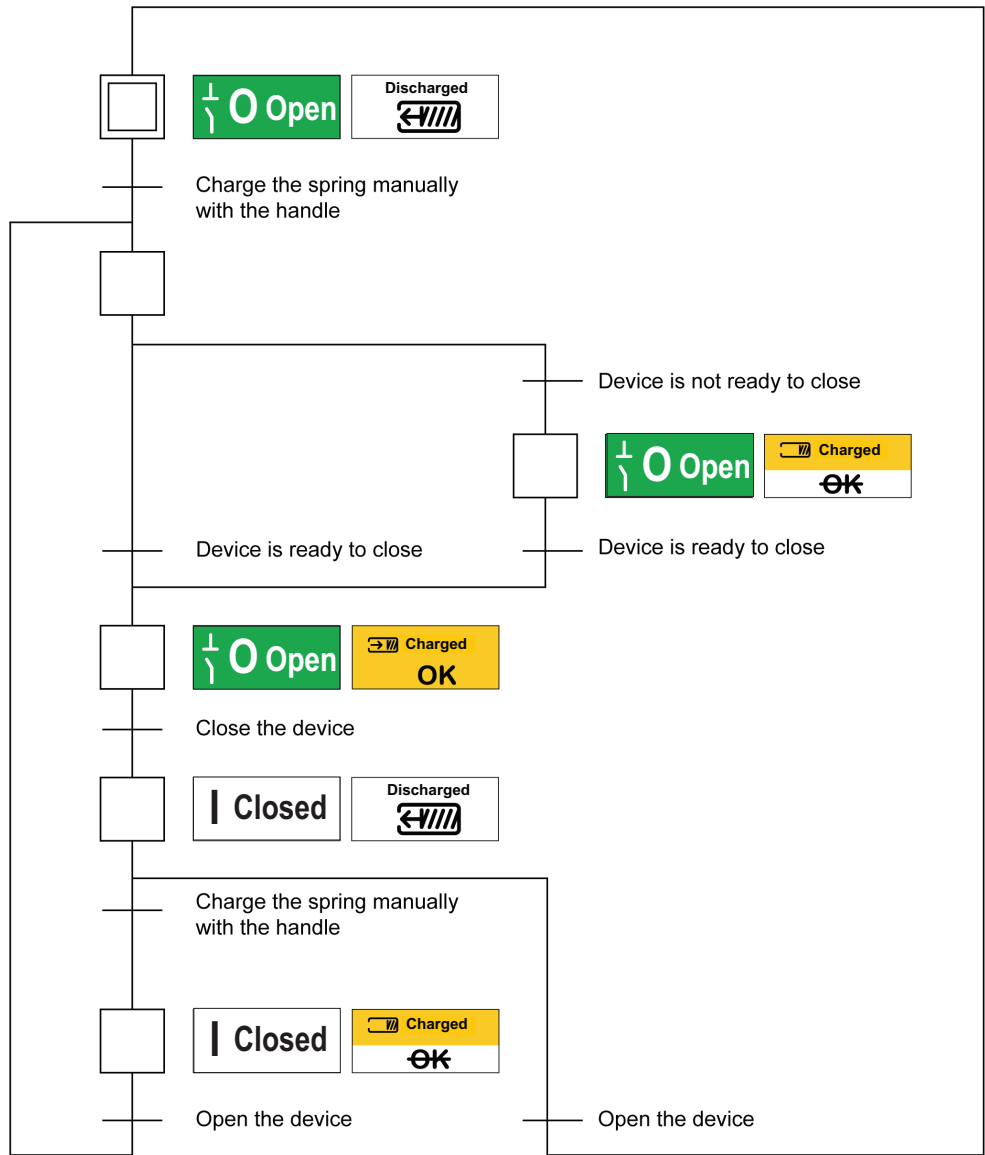 O Open
Discharged
Charge the spring manually
with the handle
Device is not ready to close
O Open
Charged
OK
Device is ready to close
Device is ready to close
O Open
Charged
OK
Close the device
I Closed
Discharged
Charge the spring manually
with the handle
I Closed
Charged
OK
Open the device
Open the device